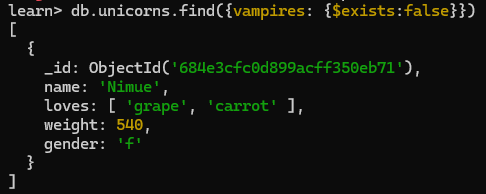 learn> db.unicorns.find({vampires: {$exists:false}})
[
  {
    _id: ObjectId('684e3cfc0d899acff350eb71'),
    name: 'Nimue',
    loves: [ 'grape', 'carrot' ],
    weight: 540,
    gender: 'f'
  }
]